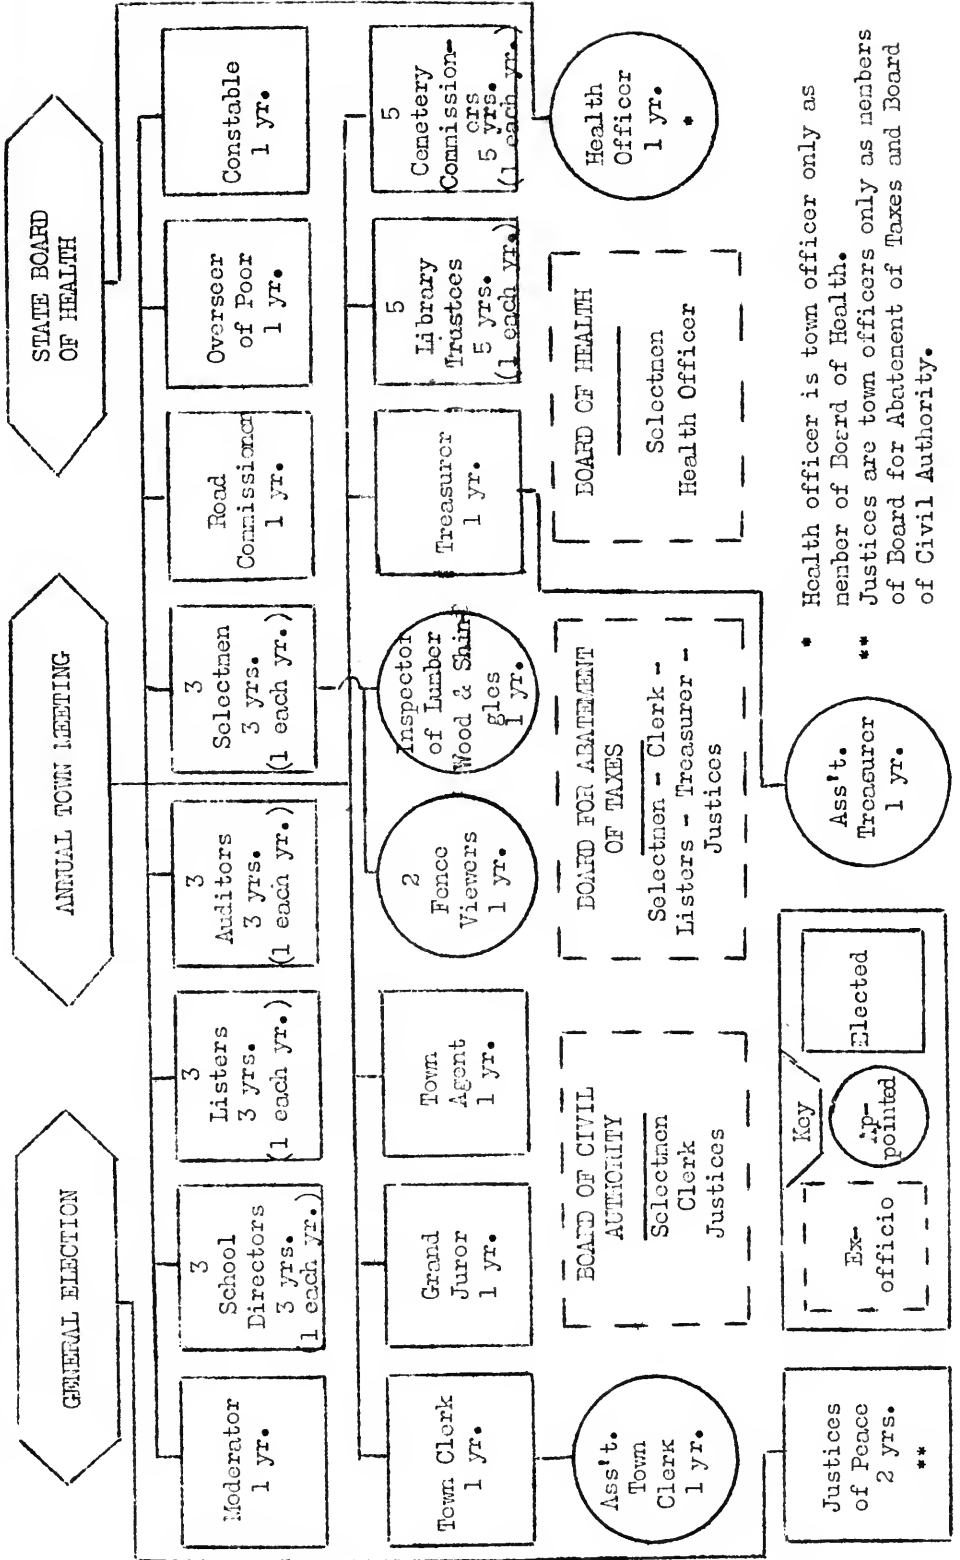 GENERAL ELECTION
ANNUAL TOWN MEETING
STATE BOARD
OF HEALTH
Moderator
1 yr.
3
School
Directors
3 yrs.
(1 each yr.)
3
Listers
3 yrs.
(1 each yr.)
3
Auditors
3 yrs.
(1 each yr.)
3
Selectmen
3 yrs.
(1 each yr.)
Road
Commissioner
1 yr.
Overseer
of Poor
1 yr.
Constable
1 yr.
Town Clerk
1 yr.
Grand
Juror
1 yr.
Town
Agent
1 yr.
2
Fence
Viewers
1 yr.
Inspector
of Lumber
Wood & Shin-
gles
1 yr.
Treasurer
1 yr.
5
Library
Trustees
5 yrs.
(1 each yr.)
5
Cemetery
Commission-
ers
5 yrs.
(1 each yr.)
Ass't.
Town
Clerk
1 yr.
BOARD OF CIVIL
AUTHORITY
Selectmen
Clerk
Justices
BOARD FOR ABATEMENT
OF TAXES
Selectmen - Clerk -
Listers - Treasurer -
Justices
BOARD OF HEALTH
Selectmen
Health Officer
Health
Officer
1 yr.
*
Justices
of Peace
2 yrs.
**
Key
Ex-
officio
Ap-
pointed
Elected
Ass't.
Treasurer
1 yr.
* Health officer is town officer only as
member of Board of Health.
** Justices are town officers only as members
of Board for Abatement of Taxes and Board
of Civil Authority.